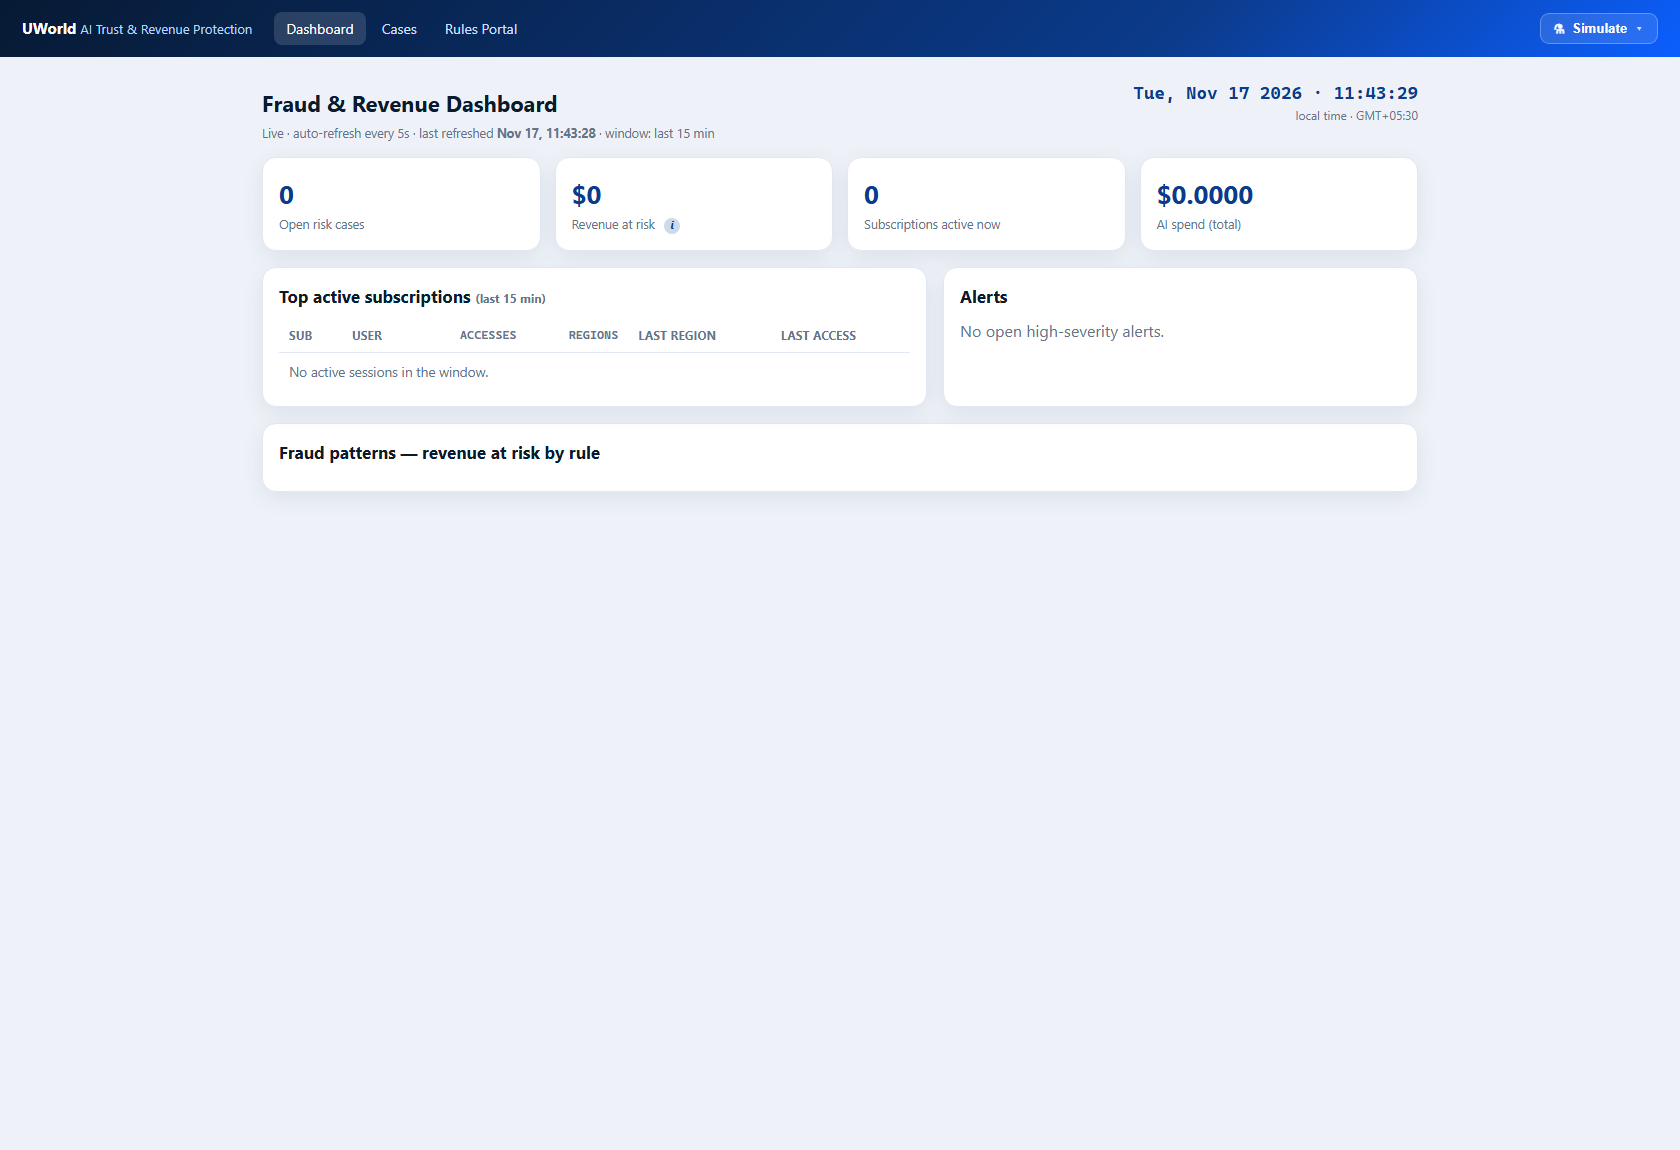 UWorld AI Trust & Revenue Protection Dashboard Cases Rules Portal Simulate
Fraud & Revenue Dashboard
Tue, Nov 17 2026 · 11:43:29
local time · GMT+05:30
Live · auto-refresh every 5s · last refreshed Nov 17, 11:43:28 · window: last 15 min
0
Open risk cases
$0
Revenue at risk i
0
Subscriptions active now
$0.0000
AI spend (total)
Top active subscriptions (last 15 min)
SUB USER ACCESSES REGIONS LAST REGION LAST ACCESS
No active sessions in the window.
Alerts
No open high-severity alerts.
Fraud patterns — revenue at risk by rule